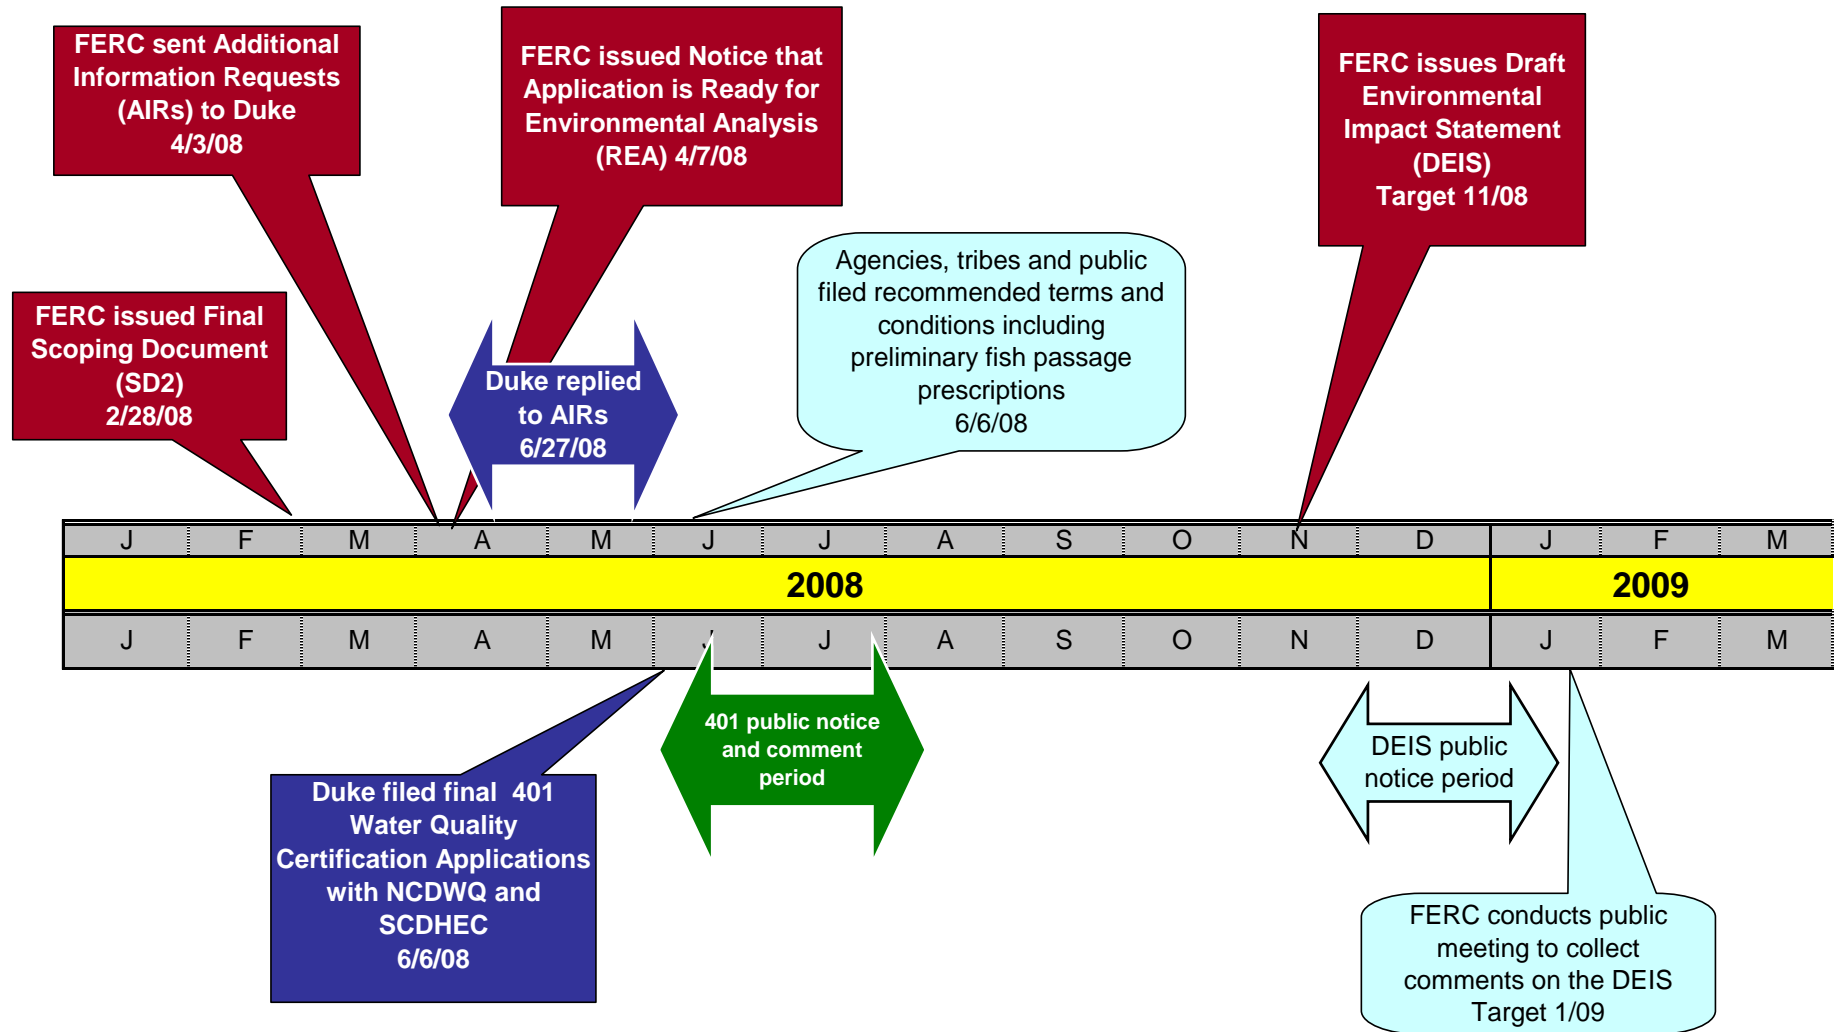 FERC sent Additional
Information Requests
(AIRs) to Duke
4/3/08
FERC issued Notice that
Application is Ready for
Environmental Analysis
(REA) 4/7/08
FERC issues Draft
Environmental
Impact Statement
(DEIS)
Target 11/08
FERC issued Final
Scoping Document
(SD2)
2/28/08
Duke replied
to AIRs
6/27/08
Agencies, tribes and public
filed recommended terms and
conditions including
preliminary fish passage
prescriptions
6/6/08
J F M A M J J A S O N D J F M
2008 2009
J F M A M J J A S O N D J F M
Duke filed final 401
Water Quality
Certification Applications
with NCDWQ and
SCDHEC
6/6/08
401 public notice
and comment
period
DEIS public
notice period
FERC conducts public
meeting to collect
comments on the DEIS
Target 1/09